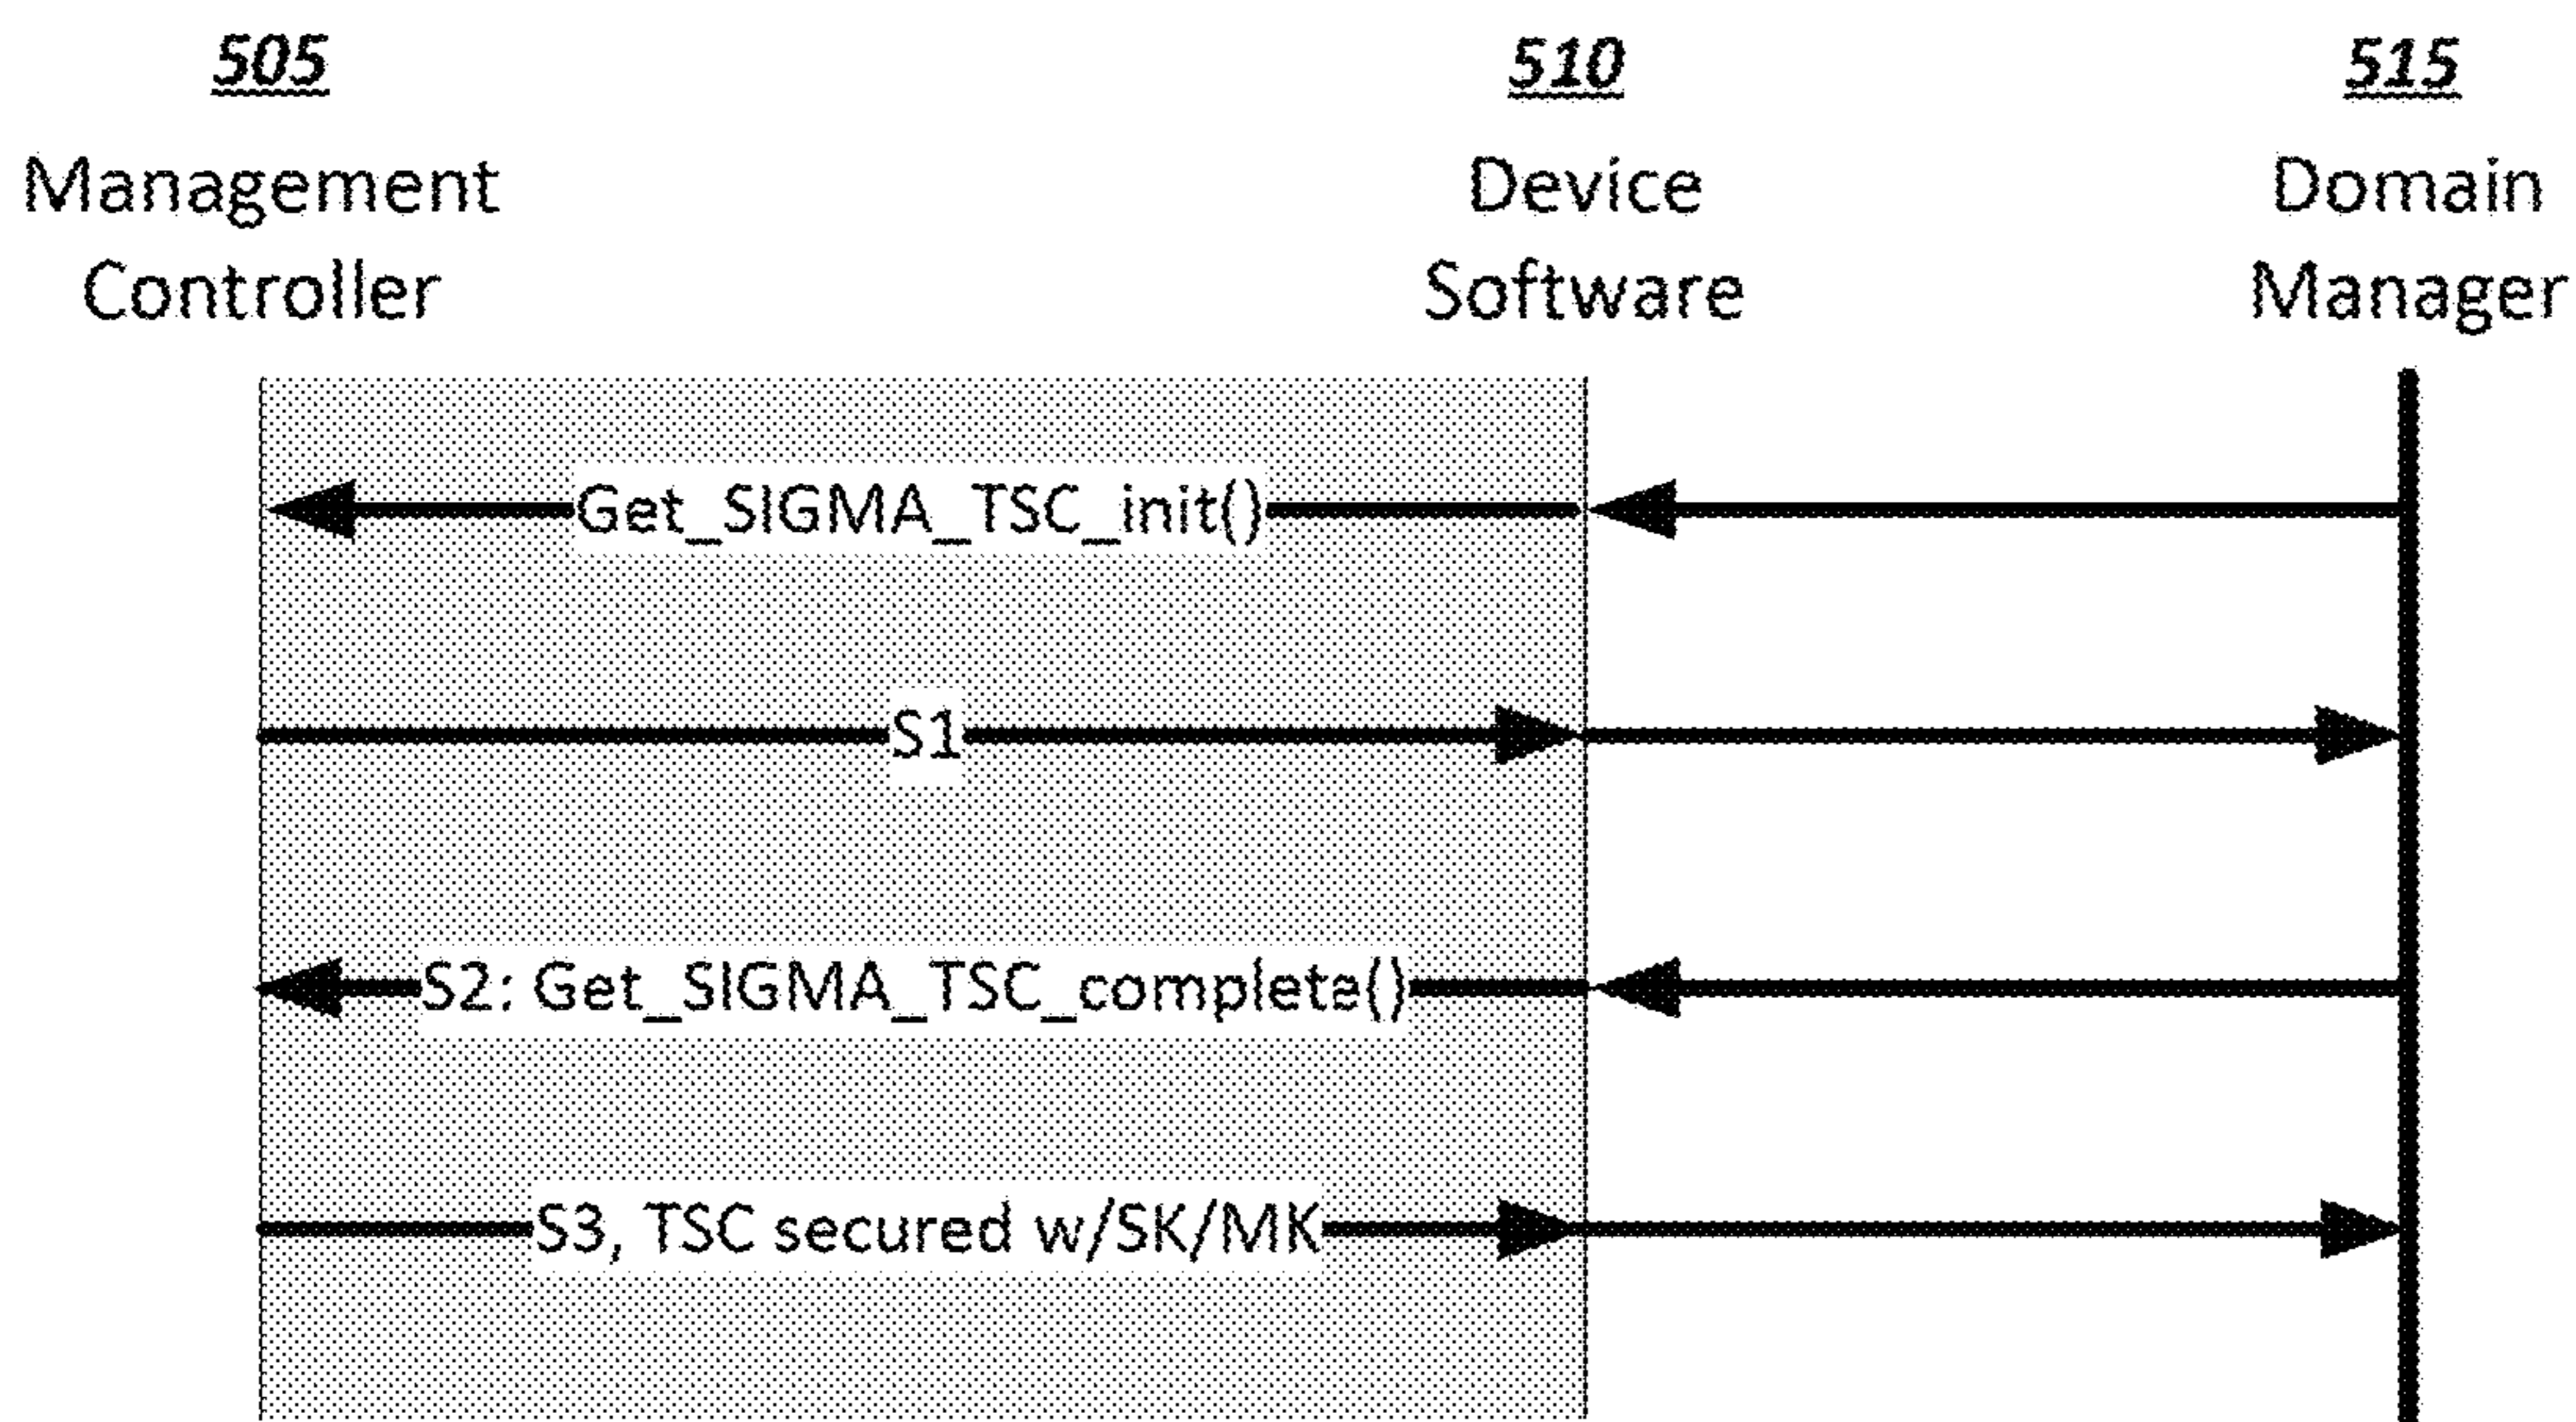 505
Management
Controller
510
Device
Software
515
Domain
Manager
Get_SIGMA_TSC_init()
S1
S2: Get_SIGMA_TSC_complete()
S3, TSC secured w/SK/MK